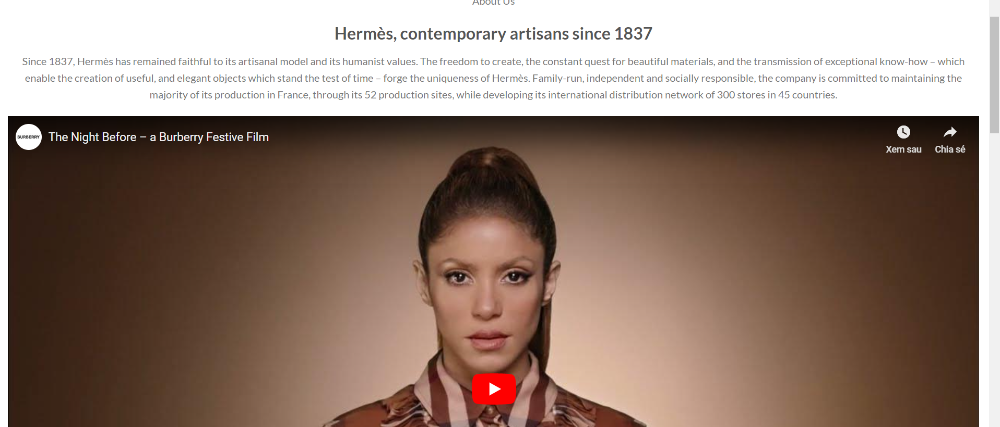 About Us
Hermès, contemporary artisans since 1837
Since 1837, Hermès has remained faithful to its artisanal model and its humanist values. The freedom to create, the constant quest for beautiful materials, and the transmission of exceptional know-how – which
enable the creation of useful, and elegant objects which stand the test of time – forge the uniqueness of Hermès. Family-run, independent and socially responsible, the company is committed to maintaining the
majority of its production in France, through its 52 production sites, while developing its international distribution network of 300 stores in 45 countries.
BURBERRY
The Night Before – a Burberry Festive Film
Xem sau
Chia sẻ